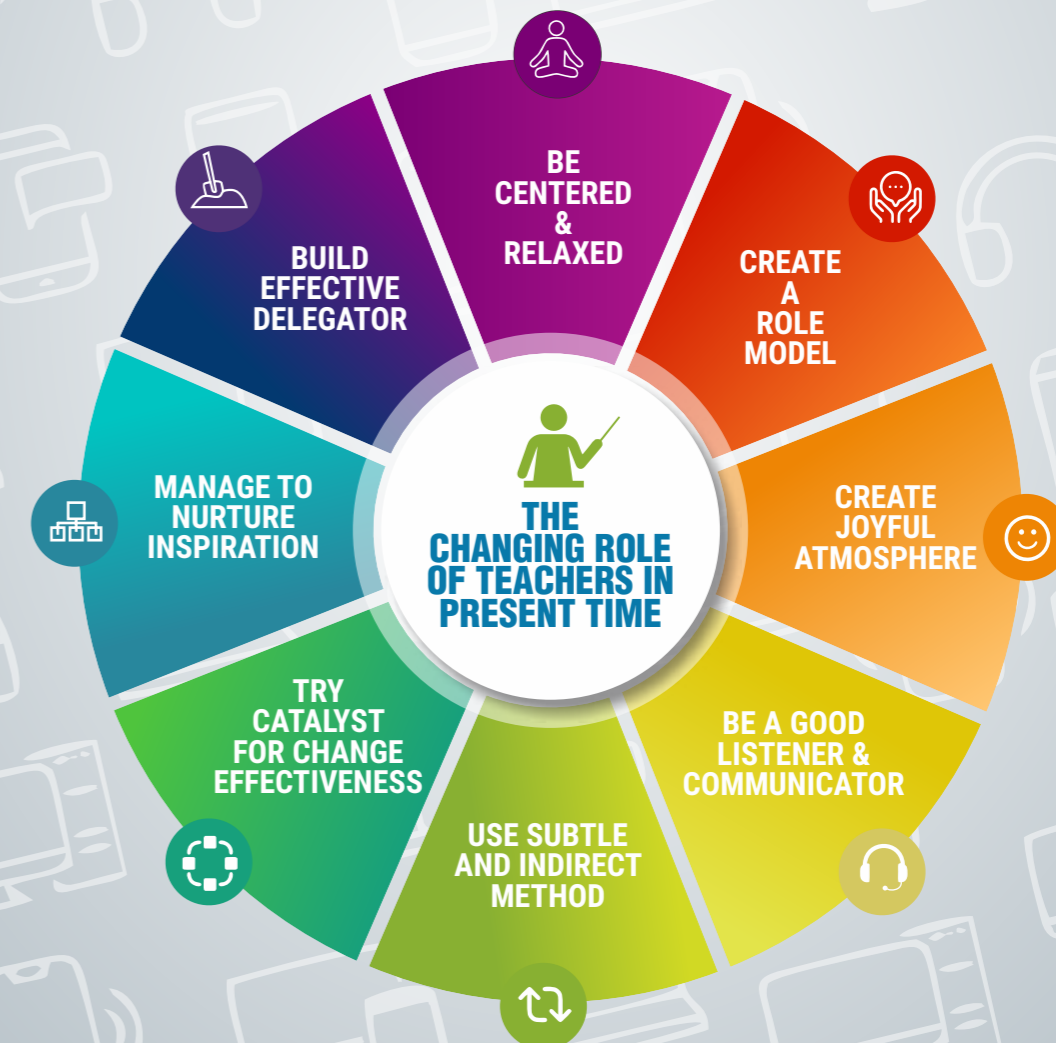 THE
CHANGING ROLE
OF TEACHERS IN
PRESENT TIME
BE
CENTERED
&
RELAXED
CREATE
A
ROLE
MODEL
CREATE
JOYFUL
ATMOSPHERE
BE A GOOD
LISTENER &
COMMUNICATOR
USE SUBTLE
AND INDIRECT
METHOD
TRY
CATALYST
FOR CHANGE
EFFECTIVENESS
MANAGE TO
NURTURE
INSPIRATION
BUILD
EFFECTIVE
DELEGATOR